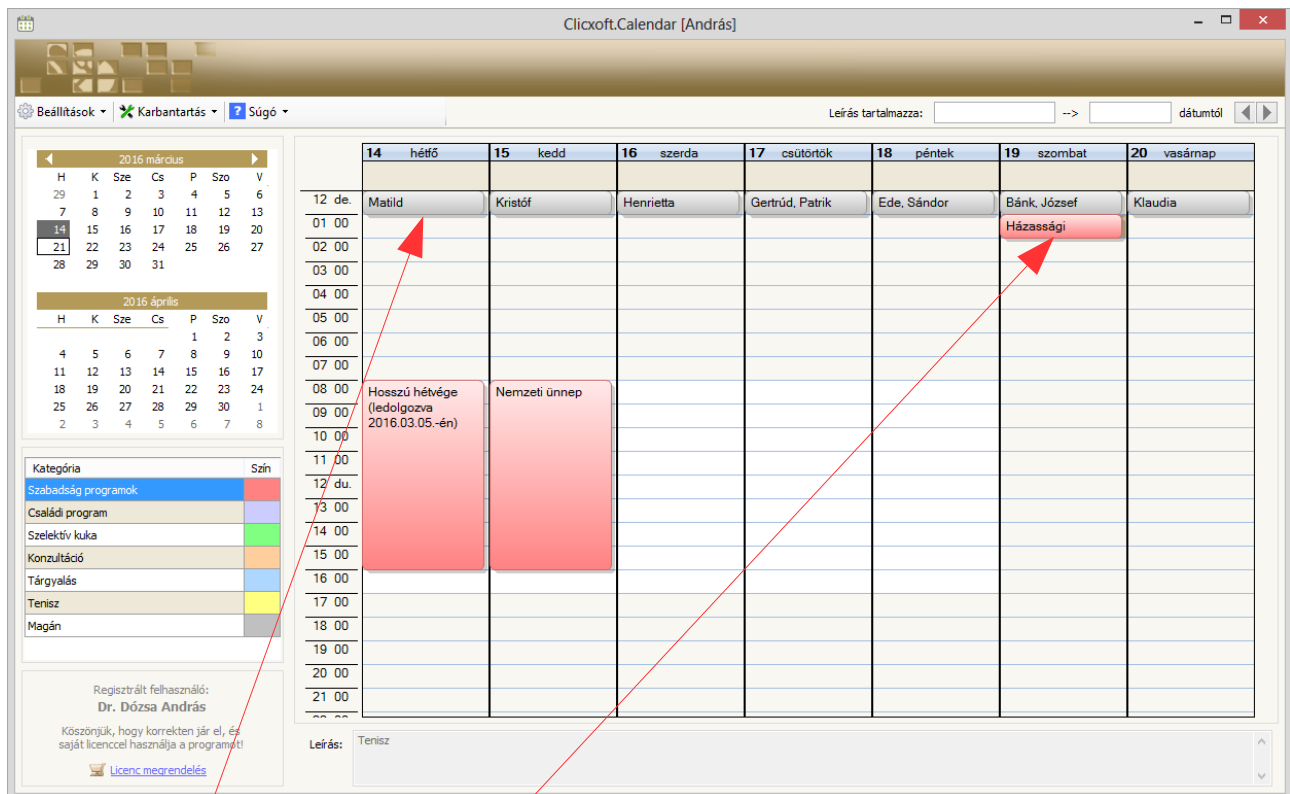 Clicxoft.Calendar [András]
Beállítások Karbantartás Súgó Leírás tartalmazza: --> dátumtól
2016 március
H K Sze Cs P Szo V
29 1 2 3 4 5 6
7 8 9 10 11 12 13
14 15 16 17 18 19 20
21 22 23 24 25 26 27
28 29 30 31
2016 április
H K Sze Cs P Szo V
1 2 3
4 5 6 7 8 9 10
11 12 13 14 15 16 17
18 19 20 21 22 23 24
25 26 27 28 29 30 1
2 3 4 5 6 7 8
Kategória Szín
Szabadság programok
Családi program
Szelektív kuka
Konzultáció
Tárgyalás
Tenisz
Magán
Regisztrált felhasználó:
Dr. Dózsa András
Köszönjük, hogy korrekten jár el, és
saját licenccel használja a programot!
Licenc megrendelés
14 hétfő 15 kedd 16 szerda 17 csütörtök 18 péntek 19 szombat 20 vasárnap
12 de. Matild Kristóf Henrietta Gertrúd, Patrik Ede, Sándor Bánk, József Klaudia
01 00 Házassági
02 00
03 00
04 00
05 00
06 00
07 00
08 00 Hosszú hétvége Nemzeti ünnep
09 00 (ledolgozva
2016.03.05.-én)
10 00
11 00
12 du.
13 00
14 00
15 00
16 00
17 00
18 00
19 00
20 00
21 00
Leírás: Tenisz